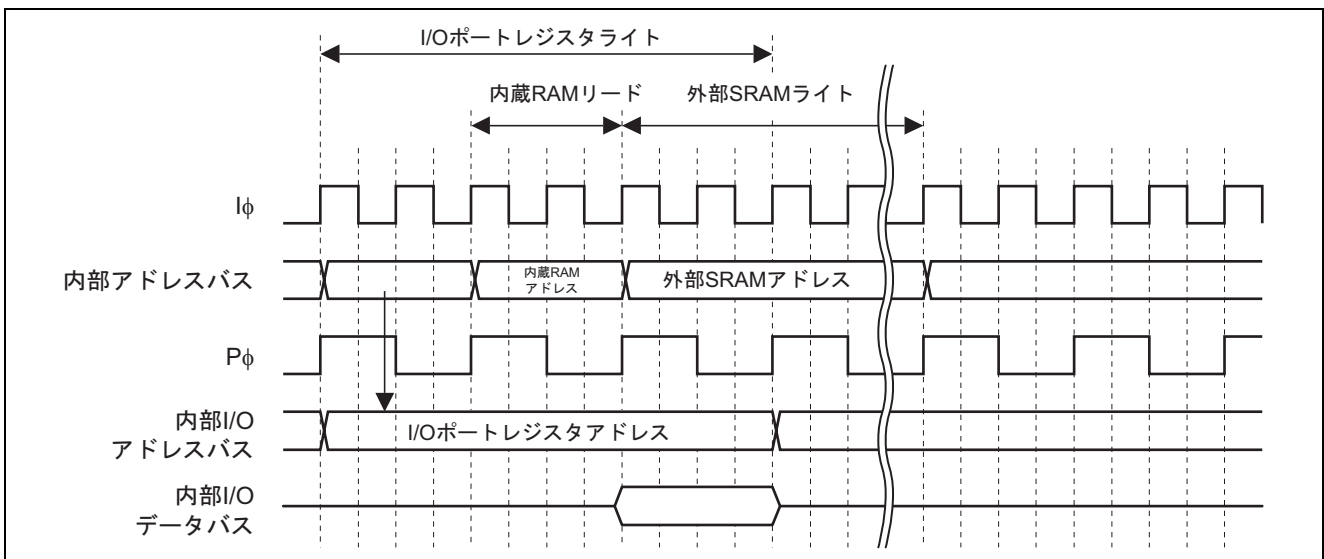 I/Oポートレジスタライト
内蔵RAMリード
外部SRAMライト
Iϕ
内部アドレスバス
内蔵RAM
アドレス
外部SRAMアドレス
Pϕ
内部I/O
アドレスバス
I/Oポートレジスタアドレス
内部I/O
データバス